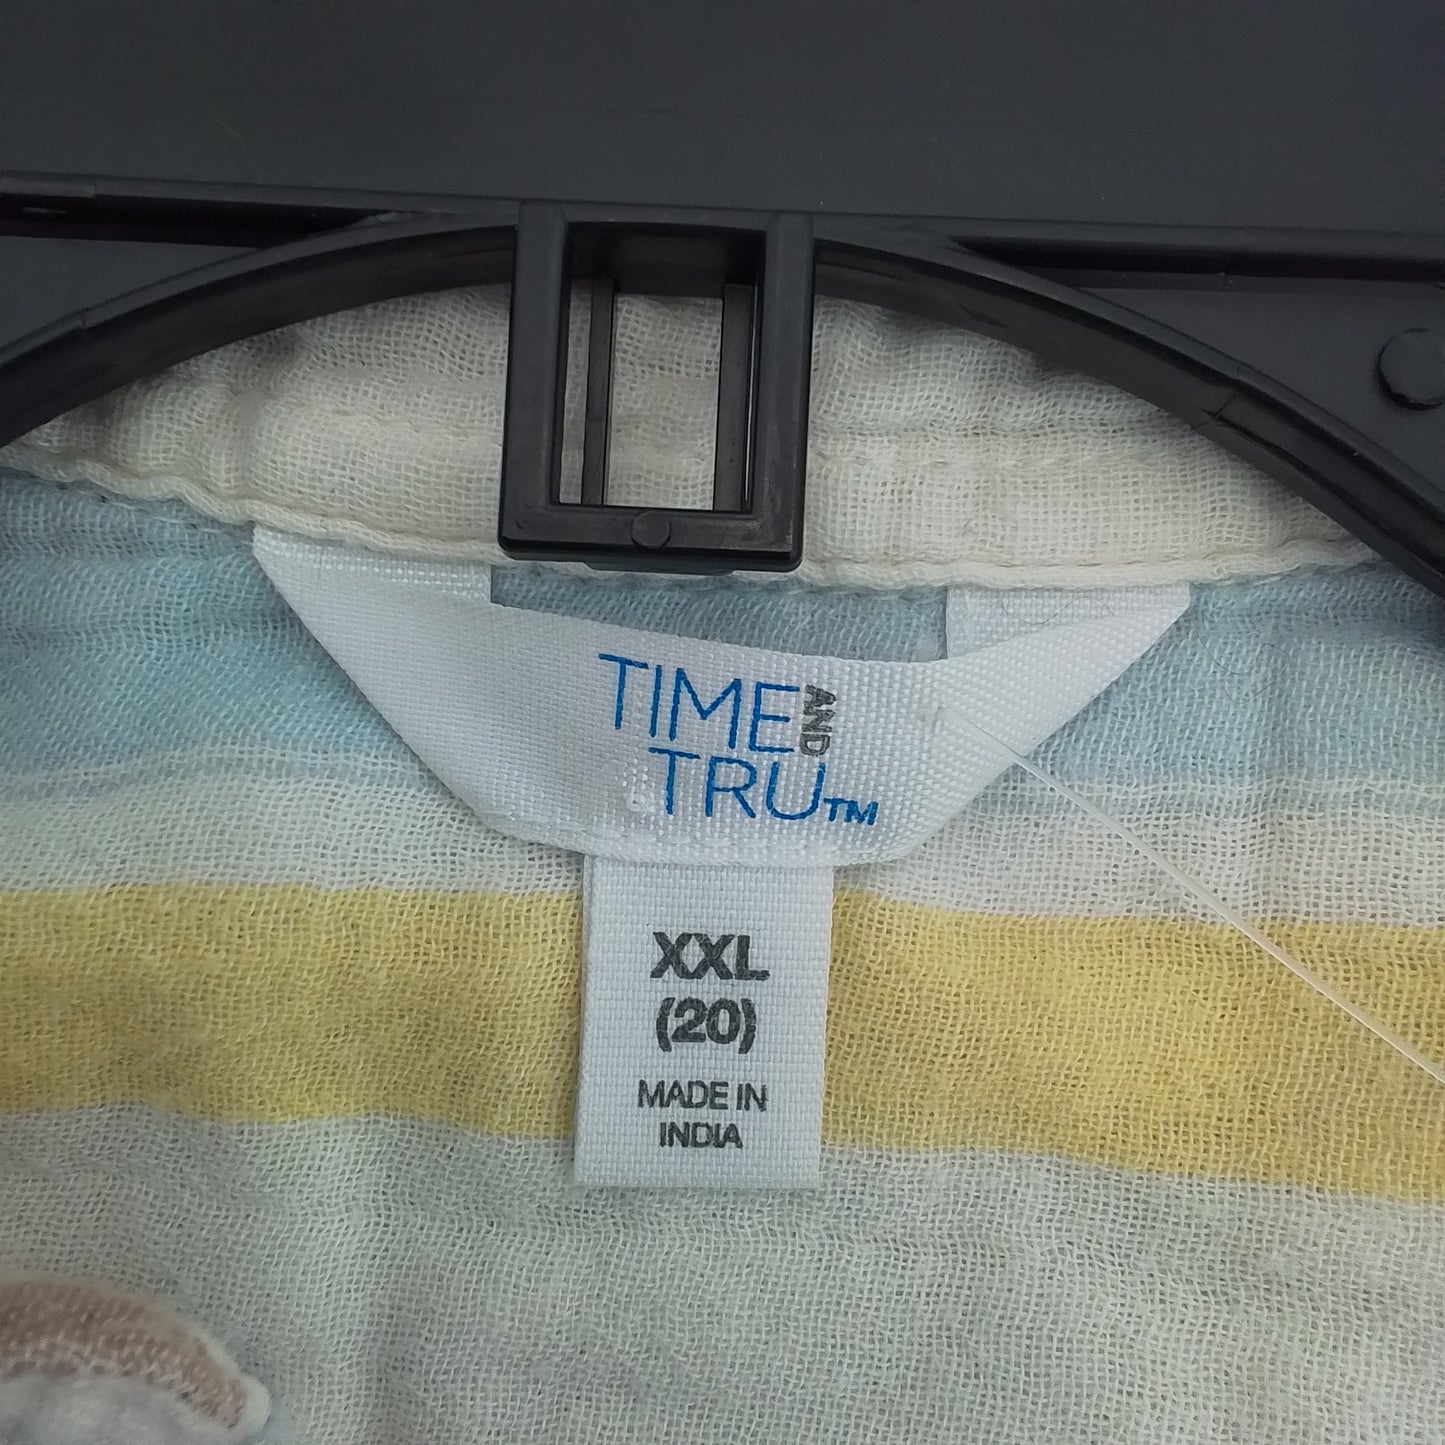 TIME AND
TRU™
XXL
(20)
MADE IN
INDIA